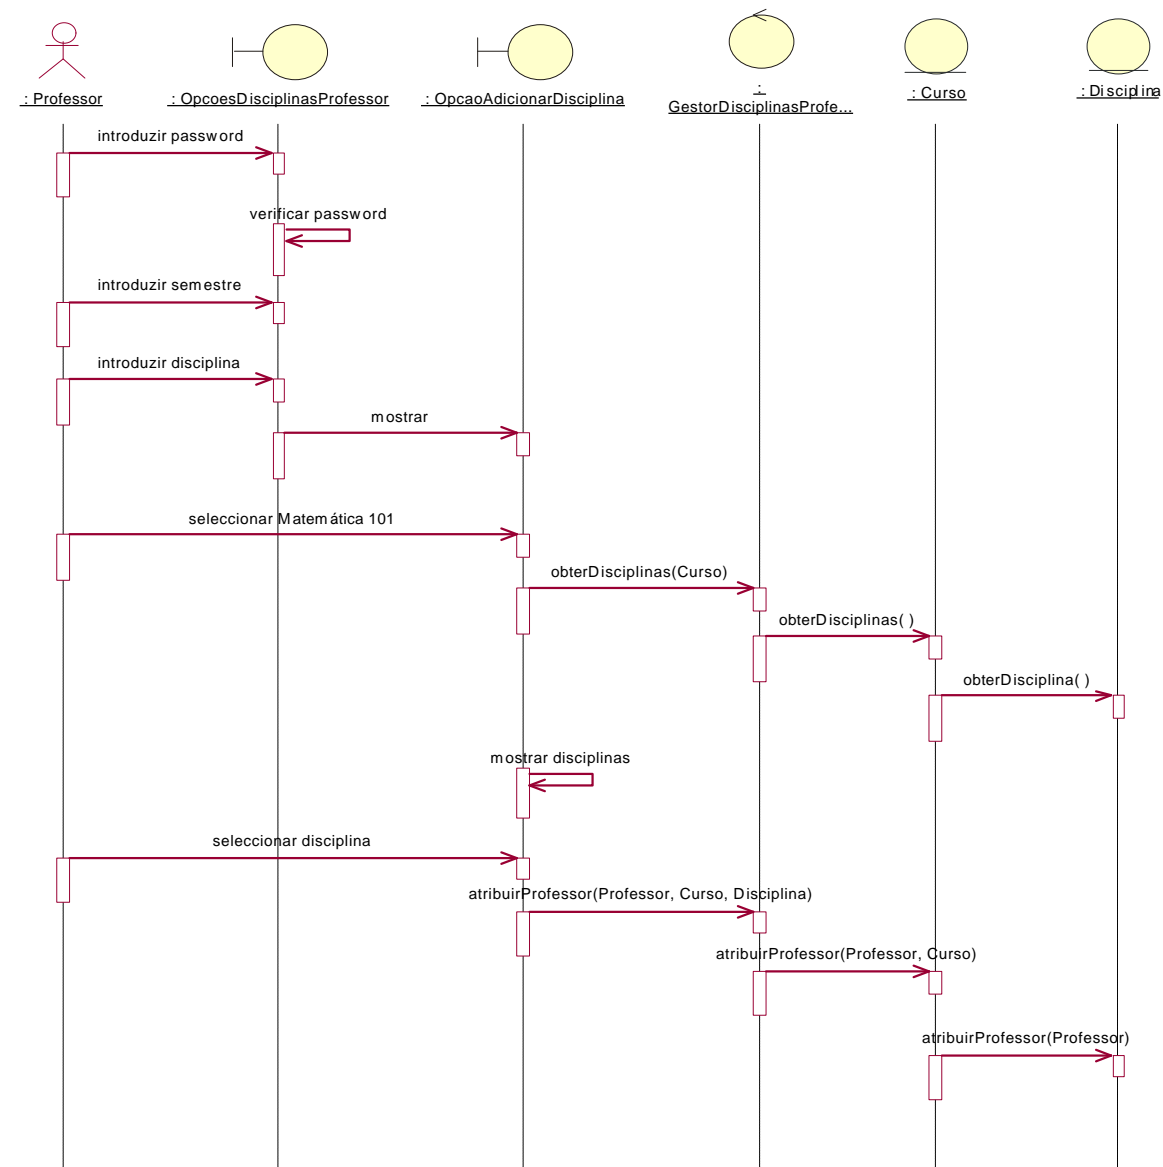 : Professor
: OpcoesDisciplinasProfessor
: OpcaoAdicionarDisciplina
:
GestorDisciplinasProfe...
: Curso
: Disciplina
introduzir password
verificar password
introduzir semestre
introduzir disciplina
mostrar
seleccionar Matemática 101
obterDisciplinas(Curso)
obterDisciplinas( )
obterDisciplina( )
mostrar disciplinas
seleccionar disciplina
atribuirProfessor(Professor, Curso, Disciplina)
atribuirProfessor(Professor, Curso)
atribuirProfessor(Professor)